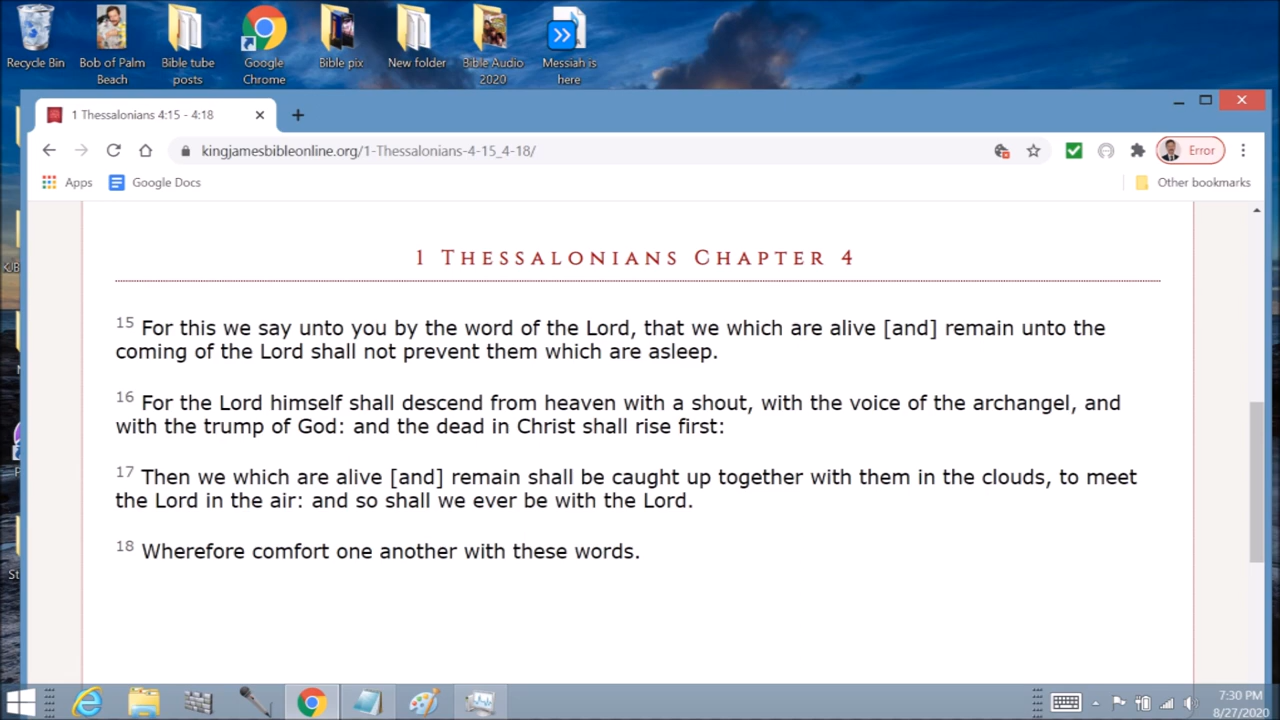 Recycle Bin
Bob of Palm
Beach
Bible tube
posts
Google
Chrome
Bible pix
New folder
Bible Audio
2020
Messiah is
here
1 Thessalonians 4:15 - 4:18
kingjamesbibleonline.org/1-Thessalonians-4-15_4-18/
Error
Apps
Google Docs
Other bookmarks
1 Thessalonians Chapter 4
15 For this we say unto you by the word of the Lord, that we which are alive [and] remain unto the
coming of the Lord shall not prevent them which are asleep.
16 For the Lord himself shall descend from heaven with a shout, with the voice of the archangel, and
with the trump of God: and the dead in Christ shall rise first:
17 Then we which are alive [and] remain shall be caught up together with them in the clouds, to meet
the Lord in the air: and so shall we ever be with the Lord.
18 Wherefore comfort one another with these words.
KJB
St
7:30 PM
8/27/2020